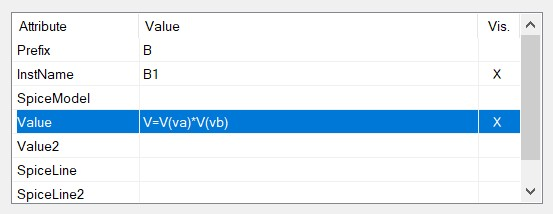 Attribute Value Vis.
Prefix B
InstName B1 X
SpiceModel
Value V=V(va)*V(vb) X
Value2
SpiceLine
SpiceLine2